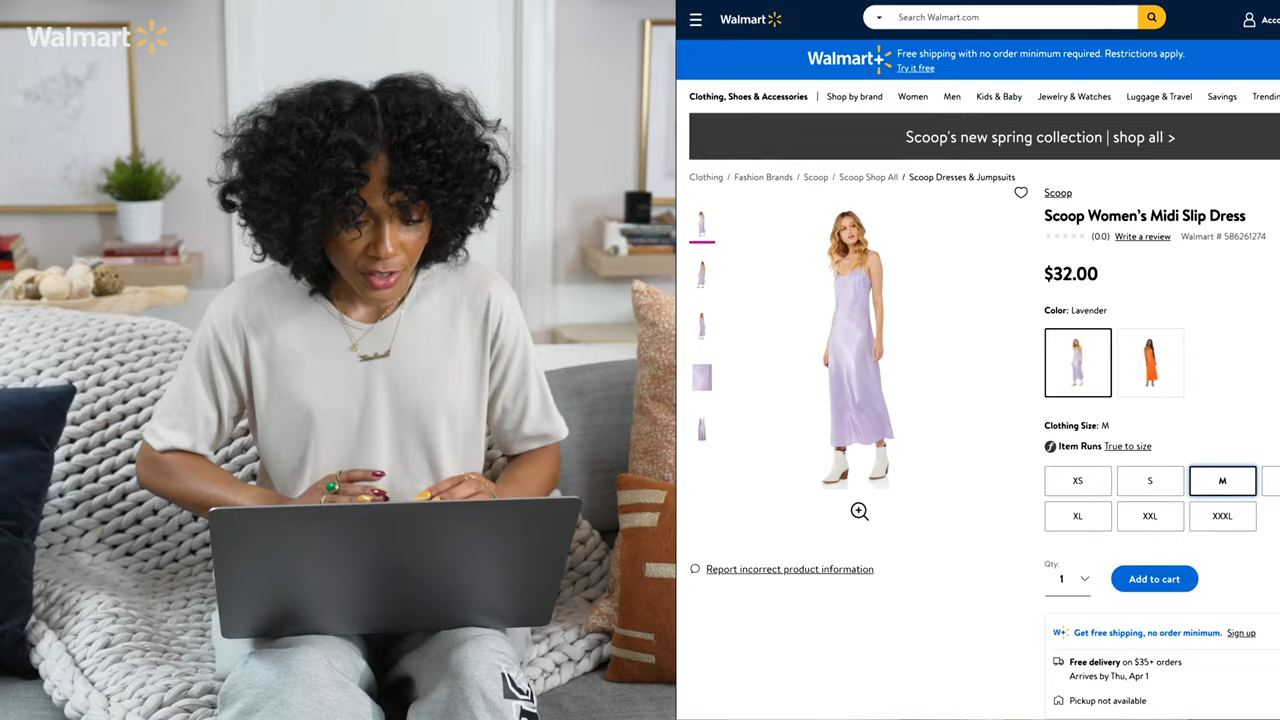 Walmart
Walmart
Search Walmart.com
Acco
Walmart+
Free shipping with no order minimum required. Restrictions apply.
Try it free
Clothing, Shoes & Accessories | Shop by brand Women Men Kids & Baby Jewelry & Watches Luggage & Travel Savings Trendin
Scoop's new spring collection | shop all >
Clothing / Fashion Brands / Scoop / Scoop Shop All / Scoop Dresses & Jumpsuits
Scoop
Scoop Women's Midi Slip Dress
(0.0) Write a review Walmart # 586261274
$32.00
Color: Lavender
Clothing Size: M
Item Runs True to size
XS S M
XL XXL XXXL
Report incorrect product information
Qty:
1
Add to cart
W+ Get free shipping, no order minimum. Sign up
Free delivery on $35+ orders
Arrives by Thu, Apr 1
Pickup not available